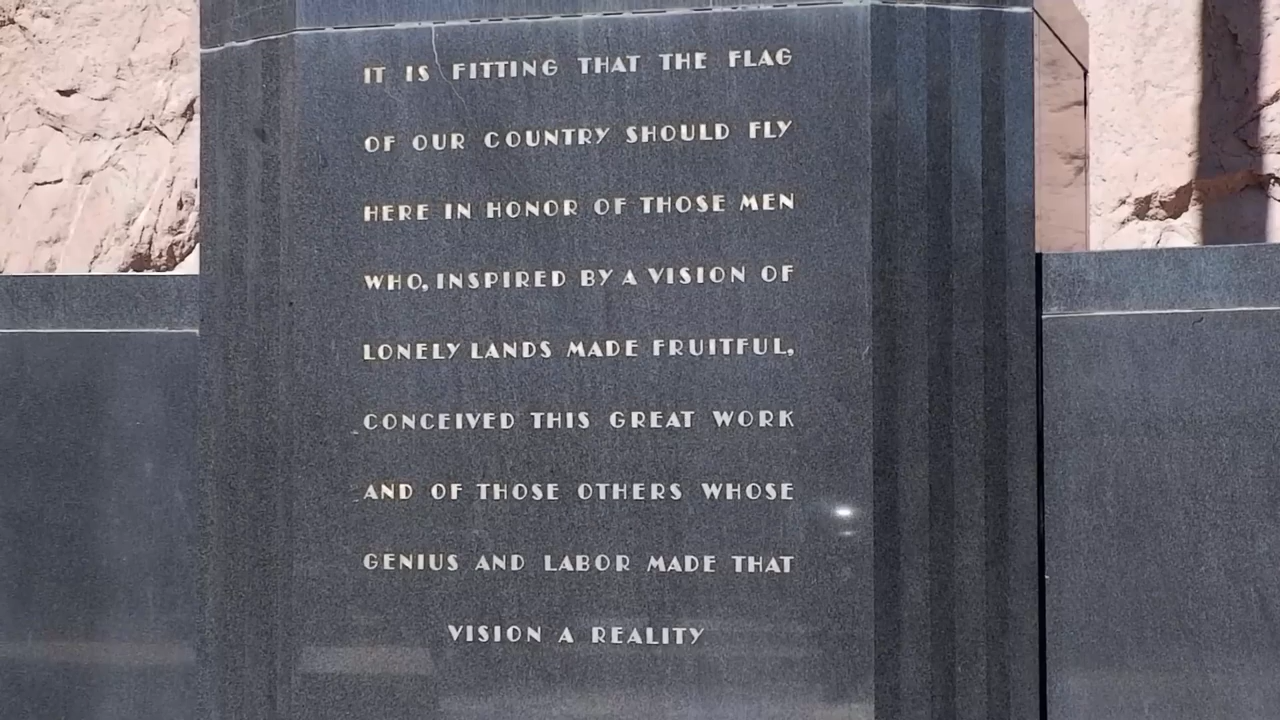 IT IS FITTING THAT THE FLAG
OF OUR COUNTRY SHOULD FLY
HERE IN HONOR OF THOSE MEN
WHO, INSPIRED BY A VISION OF
LONELY LANDS MADE FRUITFUL,
CONCEIVED THIS GREAT WORK
AND OF THOSE OTHERS WHOSE
GENIUS AND LABOR MADE THAT
VISION A REALITY